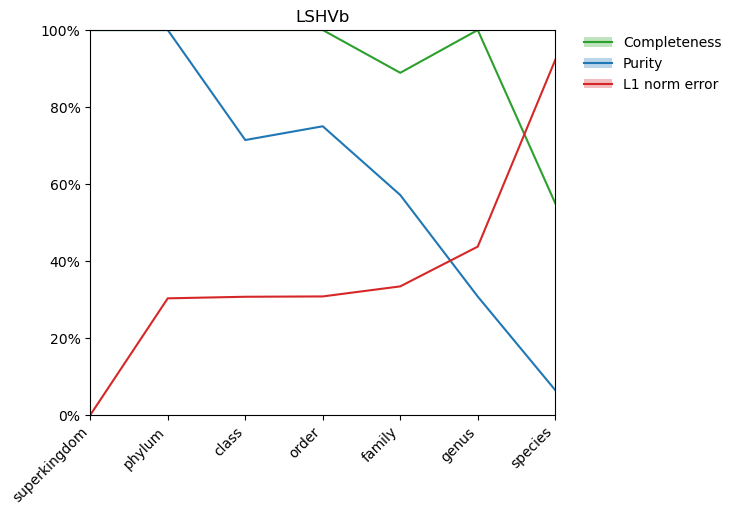 LSHVb
100%
80%
60%
40%
20%
0%
superkingdom
phylum
class
order
family
genus
species
Completeness
Purity
L1 norm error